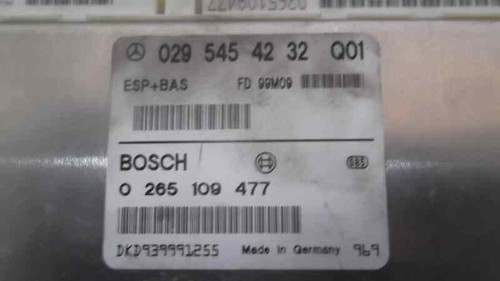 0265109477
029 545 42 32 Q01
ESP+BAS FD 99M09
BOSCH
0 265 109 477
DKD939991255 Made in Germany 969